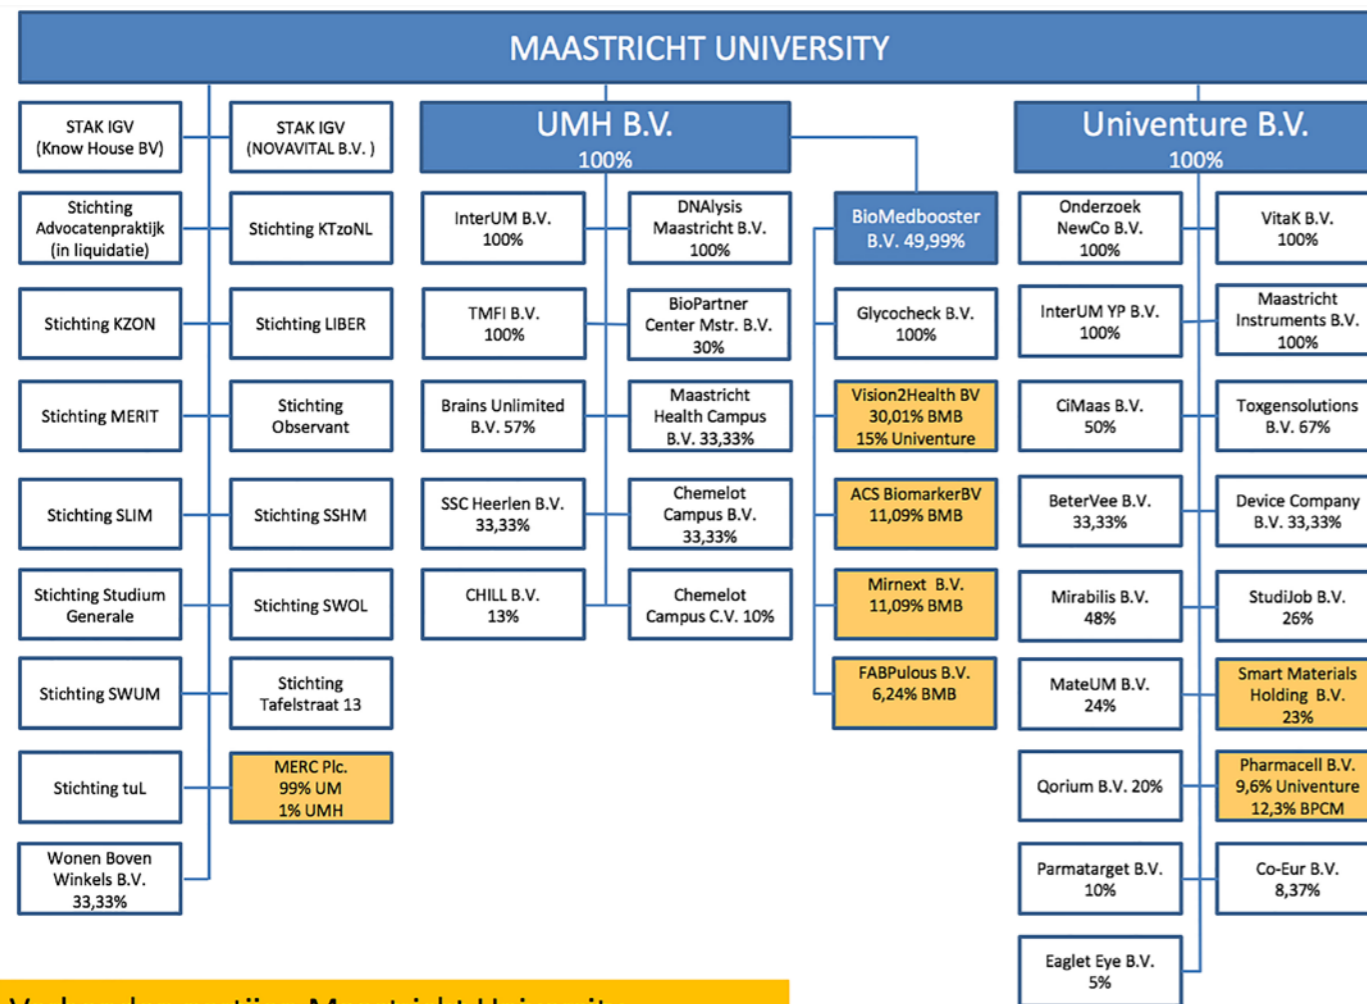 MAASTRICHT UNIVERSITY
STAK IGV
(Know House BV)
STAK IGV
(NOVAVITAL B.V. )
Stichting
Advocatenpraktijk
(in liquidatie)
Stichting KTzoNL
Stichting KZON
Stichting LIBER
Stichting MERIT
Stichting
Observant
Stichting SLIM
Stichting SSHM
Stichting Studium
Generale
Stichting SWOL
Stichting SWUM
Stichting
Tafelstraat 13
Stichting tuL
MERC Plc.
99% UM
1% UMH
Wonen Boven
Winkels B.V.
33,33%
UMH B.V.
100%
InterUM B.V.
100%
DNAlysis
Maastricht B.V.
100%
TMFI B.V.
100%
BioPartner
Center Mstr. B.V.
30%
Brains Unlimited
B.V. 57%
Maastricht
Health Campus
B.V. 33,33%
SSC Heerlen B.V.
33,33%
Chemelot
Campus B.V.
33,33%
CHILL B.V.
13%
Chemelot
Campus C.V. 10%
BioMedbooster
B.V. 49,99%
Glycocheck B.V.
100%
Vision2Health BV
30,01% BMB
15% Univenture
ACS BiomarkerBV
11,09% BMB
Mirnext B.V.
11,09% BMB
FABPulous B.V.
6,24% BMB
Univenture B.V.
100%
Onderzoek
NewCo B.V.
100%
VitaK B.V.
100%
InterUM YP B.V.
100%
Maastricht
Instruments B.V.
100%
CiMaas B.V.
50%
Toxgensolutions
B.V. 67%
BeterVee B.V.
33,33%
Device Company
B.V. 33,33%
Mirabilis B.V.
48%
StudiJob B.V.
26%
MateUM B.V.
24%
Smart Materials
Holding B.V.
23%
Qorium B.V. 20%
Pharmacell B.V.
9,6% Univenture
12,3% BPCM
Parmatarget B.V.
10%
Co-Eur B.V.
8,37%
Eaglet Eye B.V.
5%
Maastricht